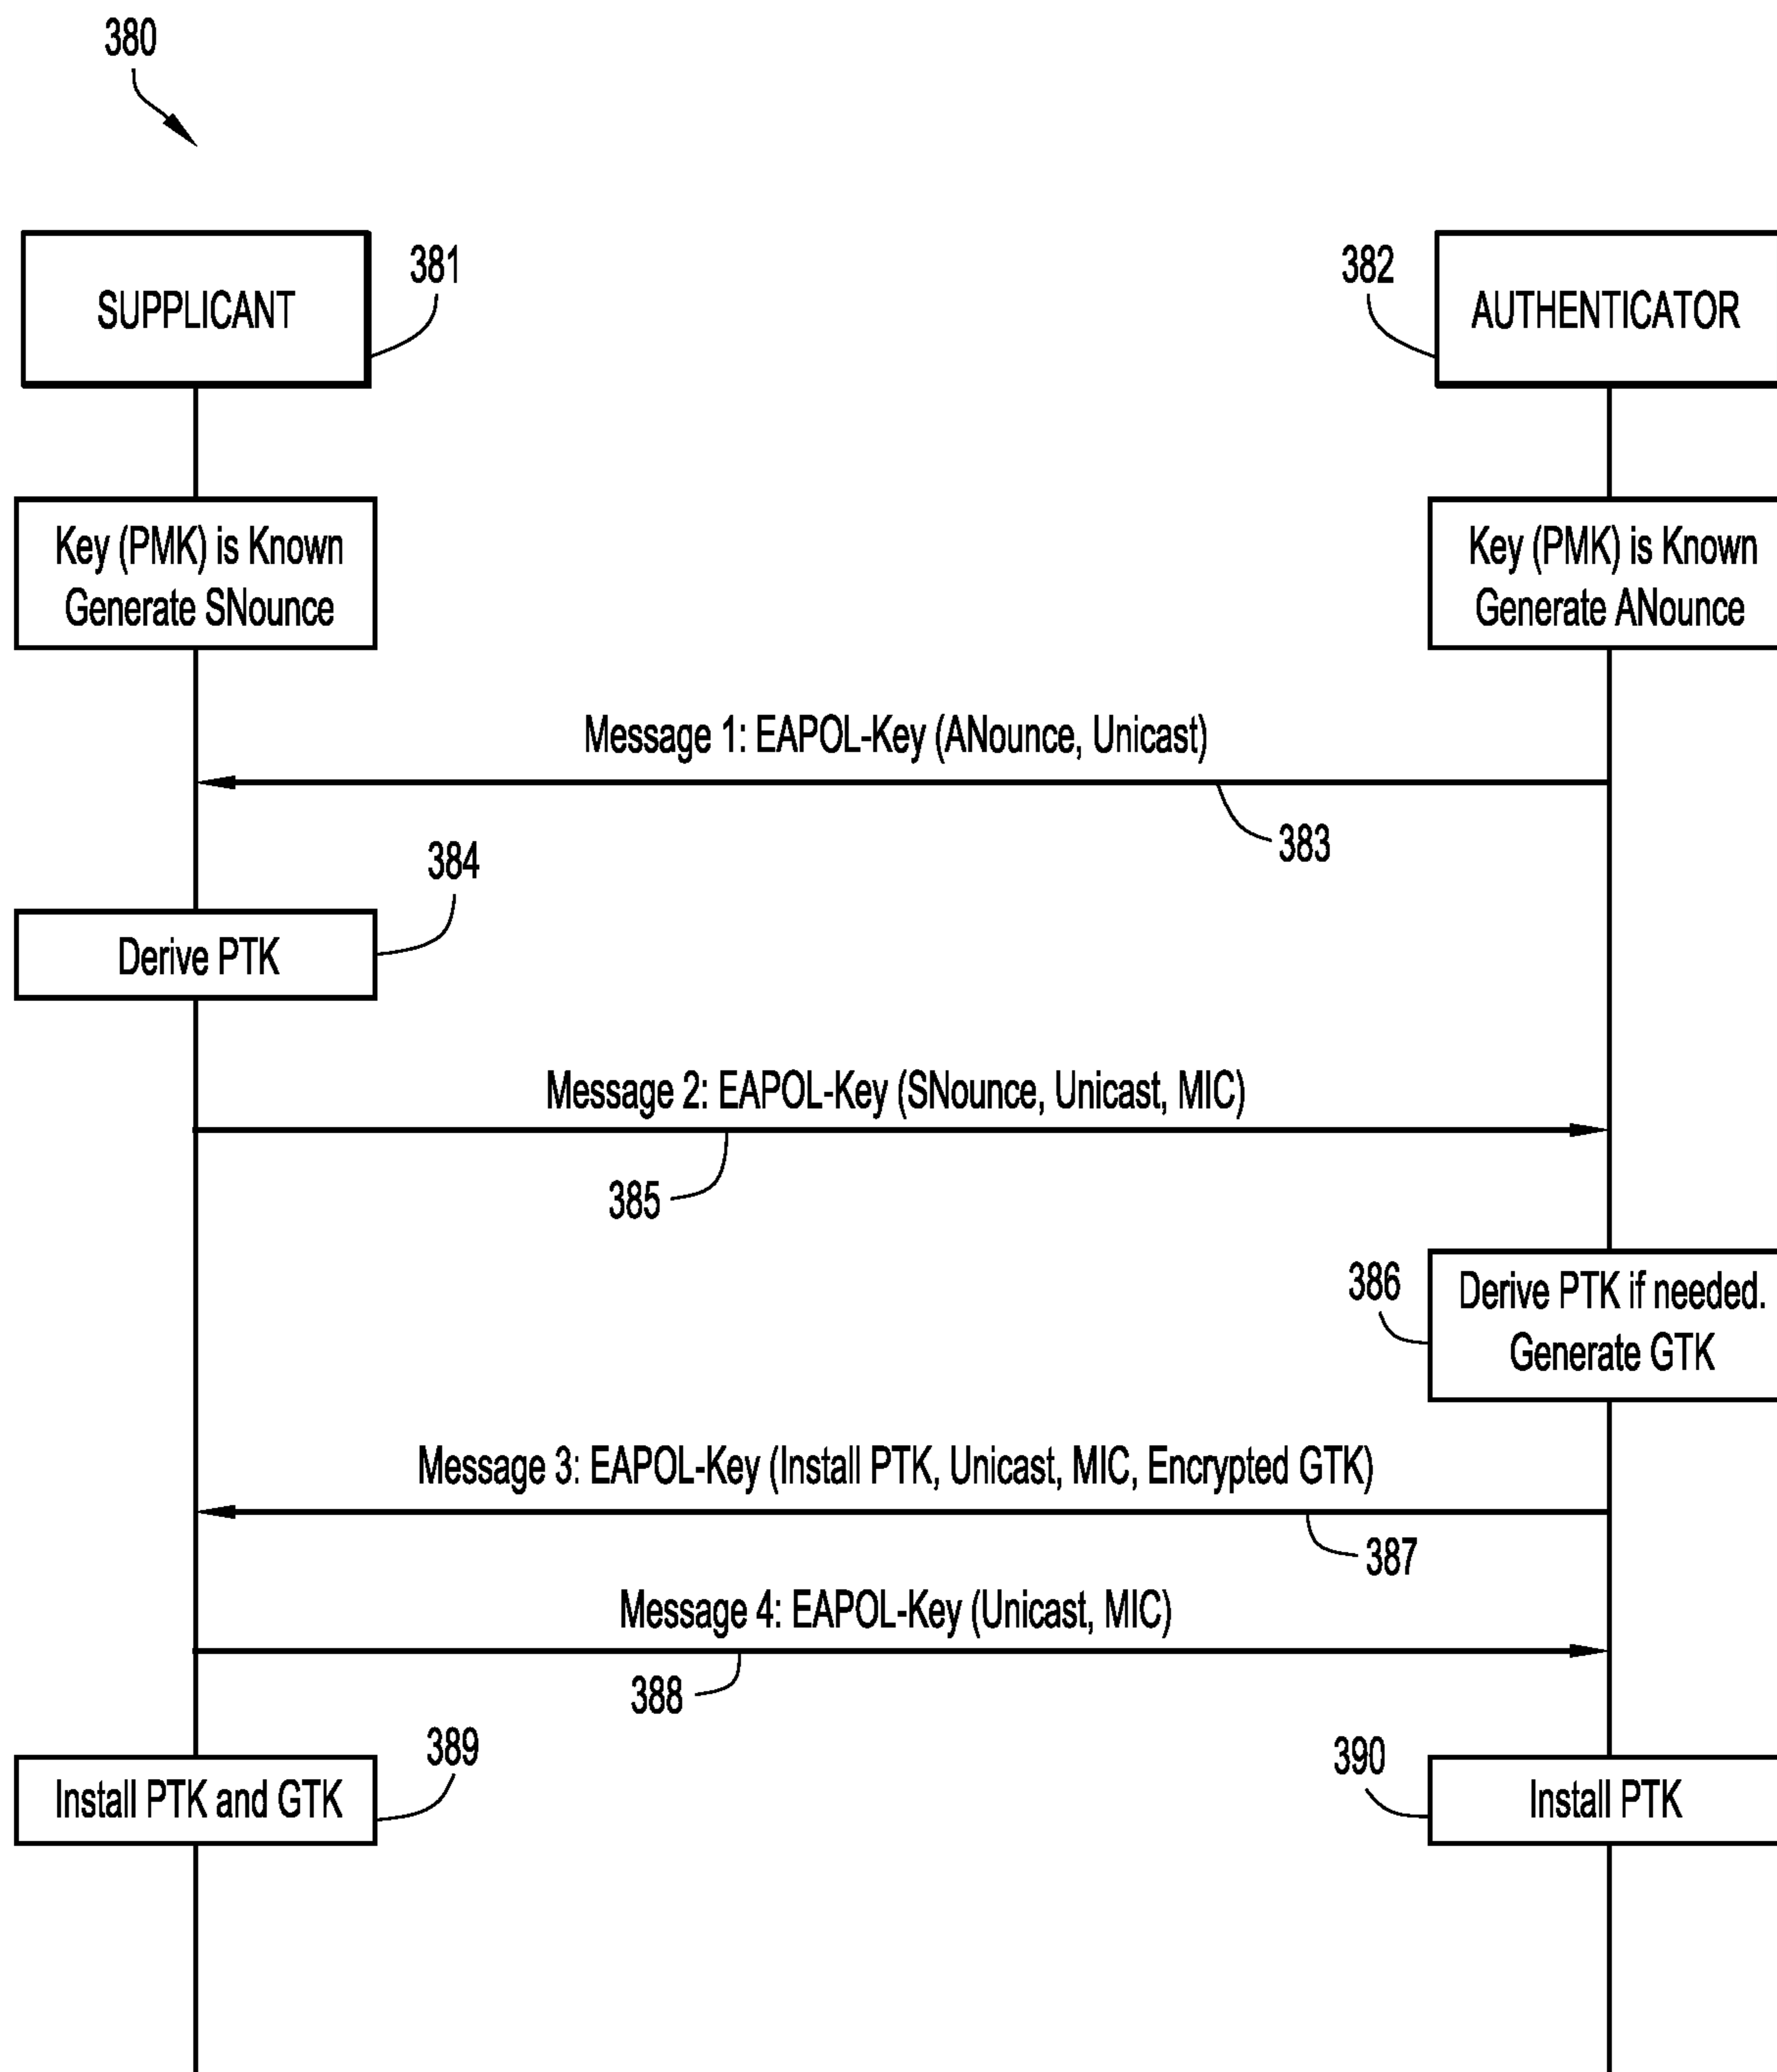 380
SUPPLICANT
381
382
AUTHENTICATOR
Key (PMK) is Known
Generate SNounce
Key (PMK) is Known
Generate ANounce
Message 1: EAPOL-Key (ANounce, Unicast)
383
384
Derive PTK
Message 2: EAPOL-Key (SNounce, Unicast, MIC)
385
386
Derive PTK if needed.
Generate GTK
Message 3: EAPOL-Key (Install PTK, Unicast, MIC, Encrypted GTK)
387
Message 4: EAPOL-Key (Unicast, MIC)
388
389
Install PTK and GTK
390
Install PTK